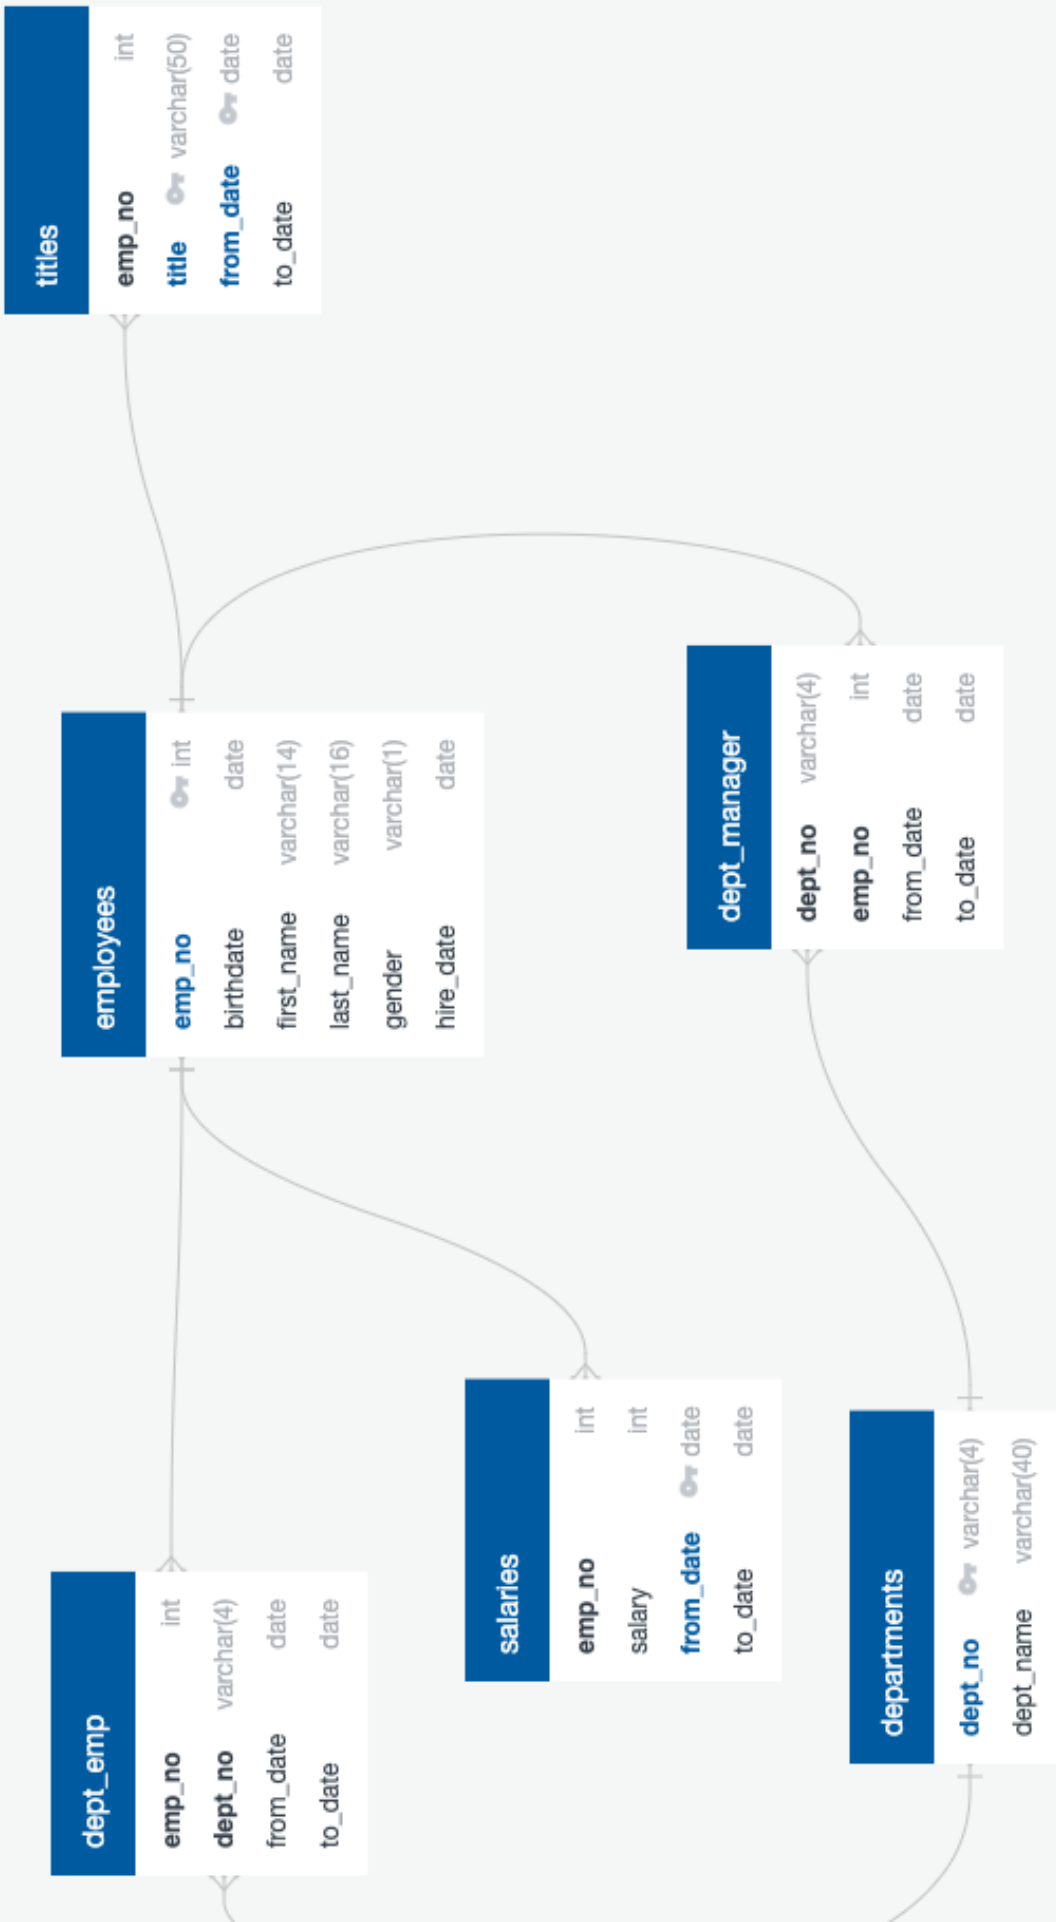 dept_emp
emp_no int
dept_no varchar(4)
from_date date
to_date date
employees
emp_no int
birthdate date
first_name varchar(14)
last_name varchar(16)
gender varchar(1)
hire_date date
titles
emp_no int
title varchar(50)
from_date date
to_date date
salaries
emp_no int
salary int
from_date date
to_date date
dept_manager
dept_no varchar(4)
emp_no int
from_date date
to_date date
departments
dept_no varchar(4)
dept_name varchar(40)